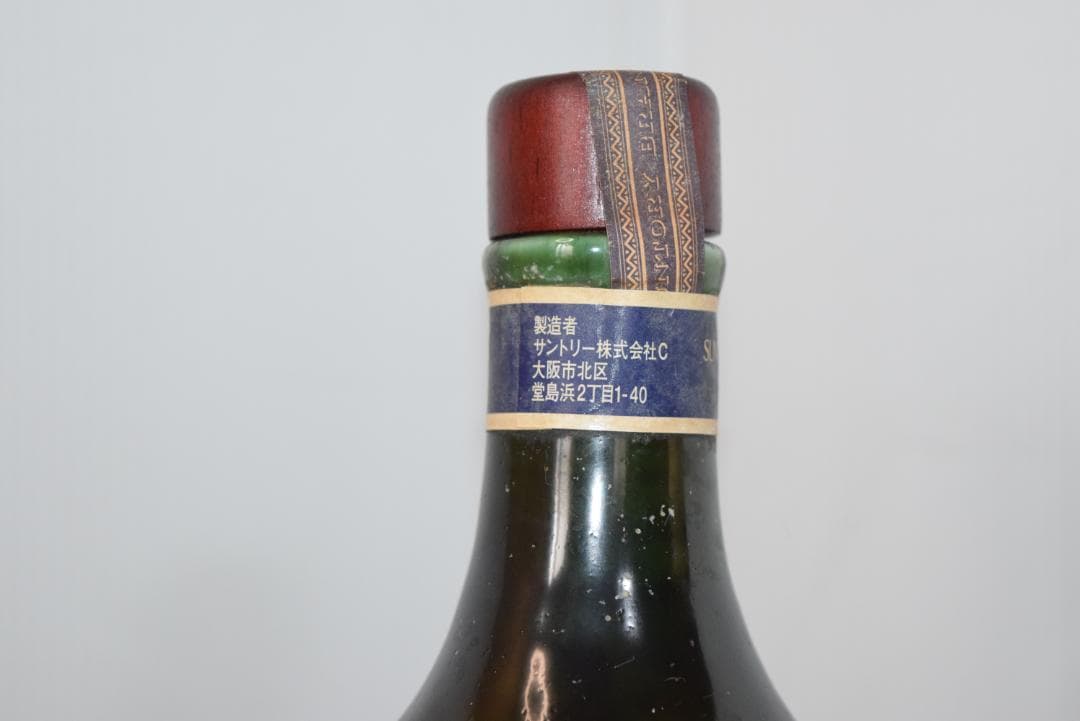 製造者
サントリー株式会社C
大阪市北区
堂島浜2丁目1-40